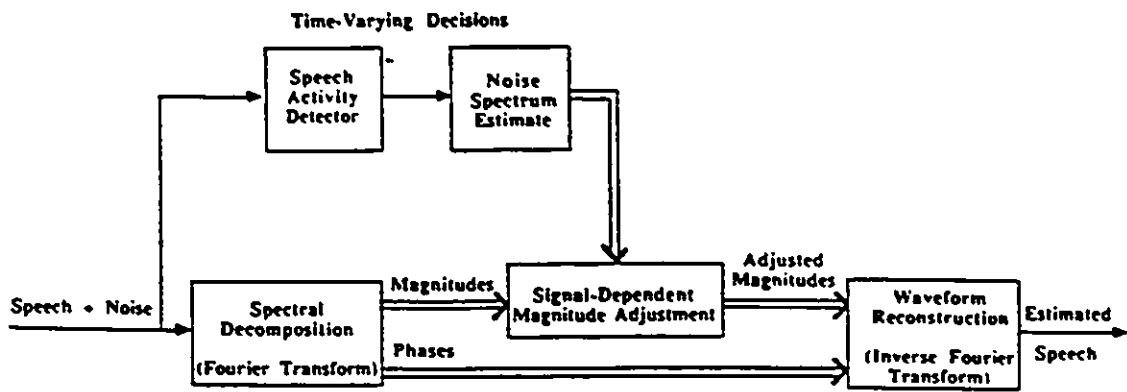 Time-Varying Decisions
Speech
Activity
Detector
Noise
Spectrum
Estimate
Speech + Noise
Spectral
Decomposition
(Fourier Transform)
Magnitudes
Phases
Signal-Dependent
Magnitude Adjustment
Adjusted
Magnitudes
Waveform
Reconstruction
(Inverse Fourier
Transform)
Estimated
Speech